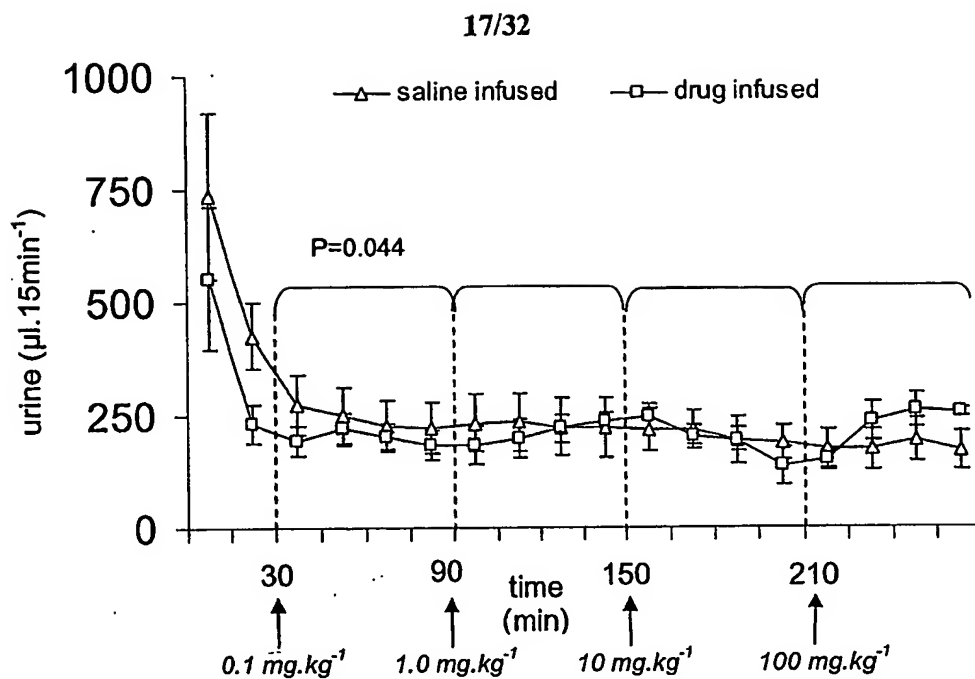 17/32
1000
saline infused
drug infused
750
P=0.044
500
250
0
urine (µl.15min⁻¹)
30
90
time
(min)
150
210
0.1 mg.kg⁻¹
1.0 mg.kg⁻¹
10 mg.kg⁻¹
100 mg.kg⁻¹